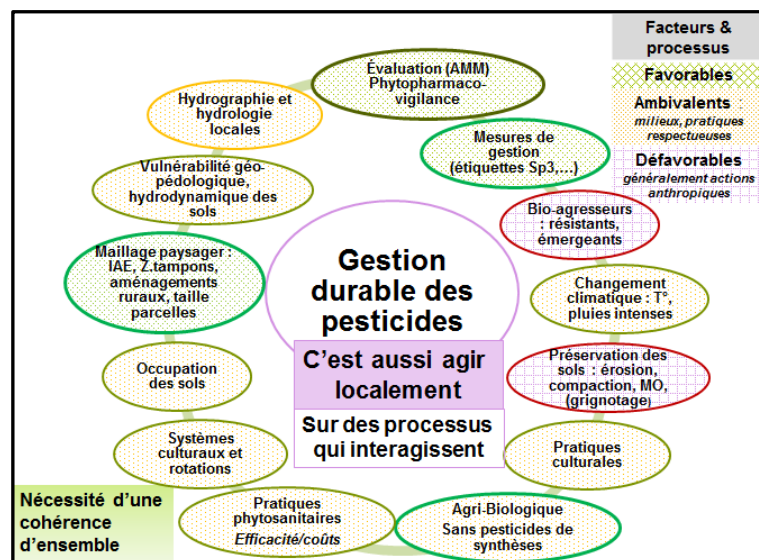 Facteurs &
processus
Favorables
Ambivalents :
milieu, pratiques
respectueuses
Défavorables
généralement actions
anthropiques
Évaluation (AMM)
Phytopharmaco-
vigilance
Mesures de
gestion
(étiquettes Sp3,...)
Bio-agresseurs
: résistants,
émergeants
Changement
climatique : T°,
pluies intenses
Préservation des
sols : érosion,
compaction, MO,
(grignotage)
Pratiques
culturales
Agri-Biologique
Sans pesticides de
synthèses
Pratiques
phytosanitaires
Efficacité/coûts
Systèmes
culturaux et
rotations
Occupation
des sols
Maillage paysager :
IAE, Z.tampons,
aménagements
ruraux, taille
parcelles
Vulnérabilité géo-
pédologique,
hydrodynamique des
sols
Hydrographie et
hydrologie
locales
Gestion
durable des
pesticides
C'est aussi agir
localement
Sur des processus
qui interagissent
Nécessité d'une
cohérence
d'ensemble